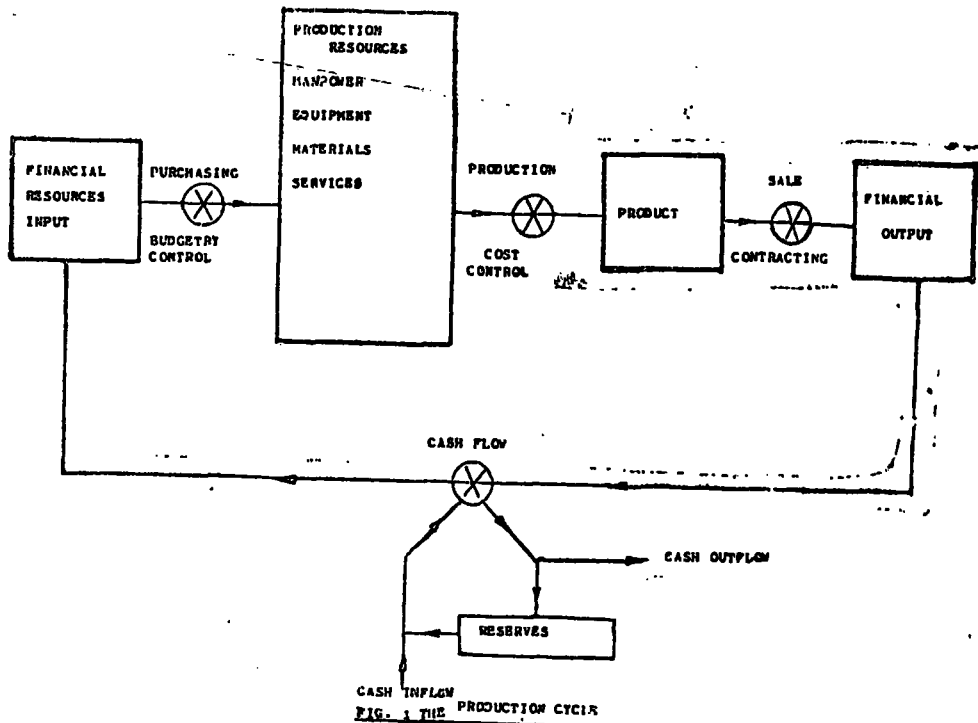 PRODUCTION
RESOURCES
MANPOWER
EQUIPMENT
MATERIALS
SERVICES
FINANCIAL
RESOURCES
INPUT
PURCHASING
BUDGETRY
CONTROL
PRODUCTION
COST
CONTROL
PRODUCT
SALE
CONTRACTING
FINANCIAL
OUTPUT
CASH FLOW
CASH OUTFLOW
RESERVES
CASH INFLOW
FIG. 1 THE PRODUCTION CYCLE